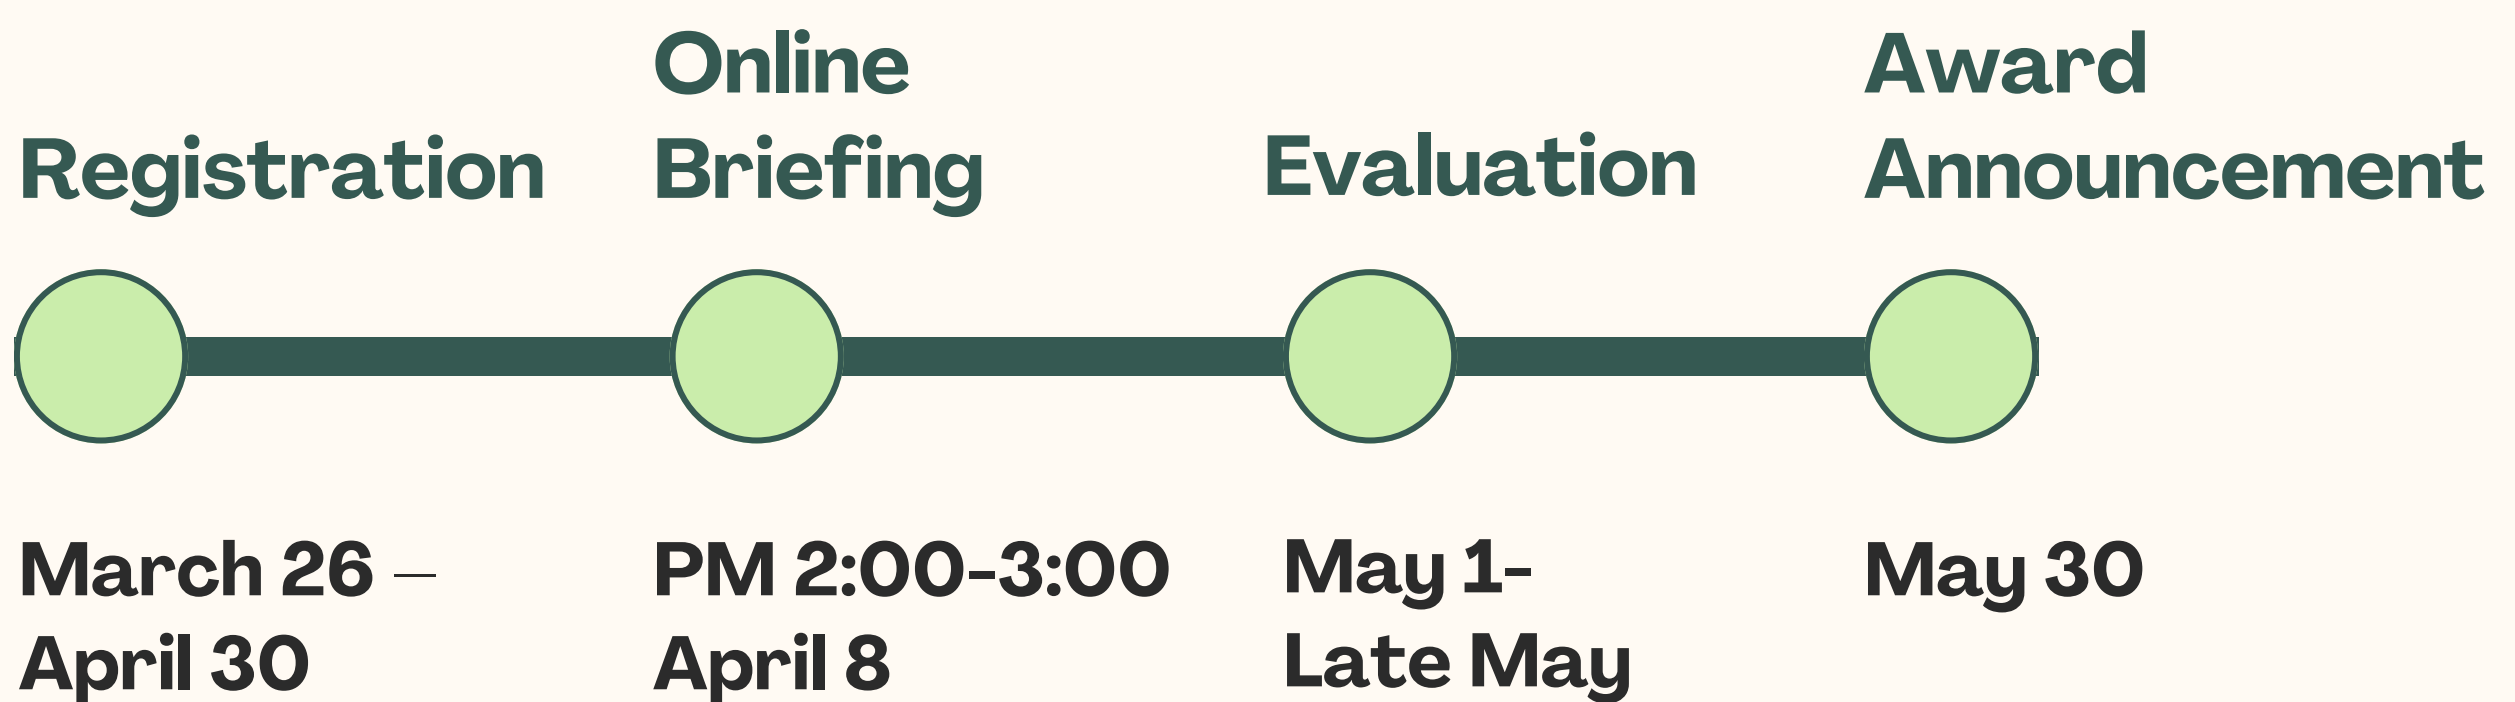 Registration
Online
Briefing
Evaluation
Award
Announcement
March 26 —
April 30
PM 2:00–3:00
April 8
May 1–
Late May
May 30